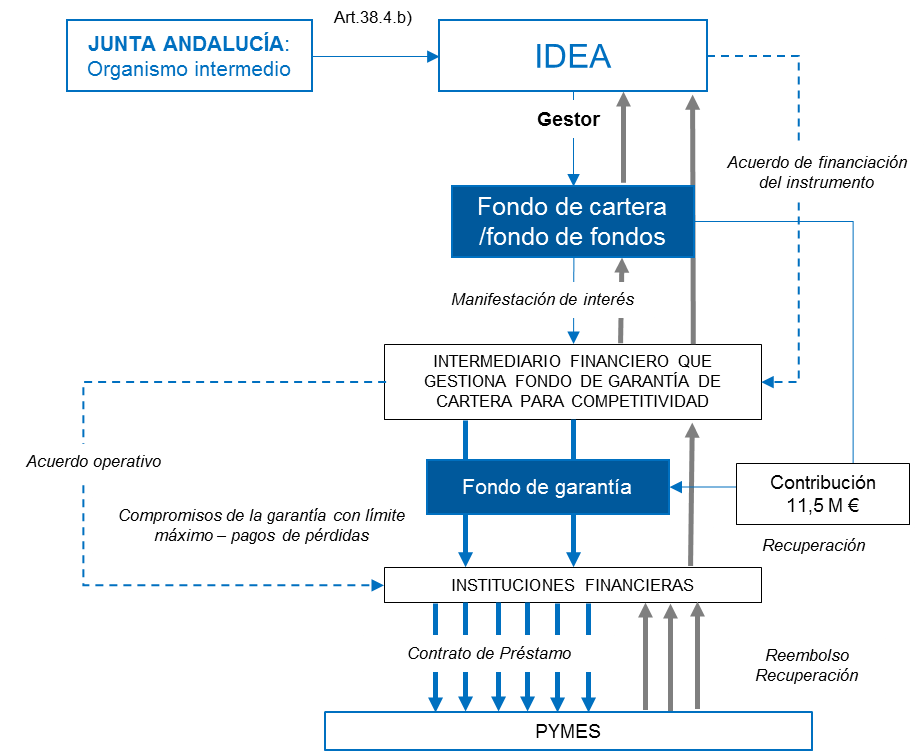 Art.38.4.b)
JUNTA ANDALUCÍA:
Organismo intermedio
IDEA
Gestor
Acuerdo de financiación
del instrumento
Fondo de cartera
/fondo de fondos
Manifestación de interés
INTERMEDIARIO FINANCIERO QUE
GESTIONA FONDO DE GARANTÍA DE
CARTERA PARA COMPETITIVIDAD
Acuerdo operativo
Fondo de garantía
Contribución
11,5 M €
Compromisos de la garantía con límite
máximo – pagos de pérdidas
Recuperación
INSTITUCIONES FINANCIERAS
Contrato de Préstamo
Reembolso
Recuperación
PYMES